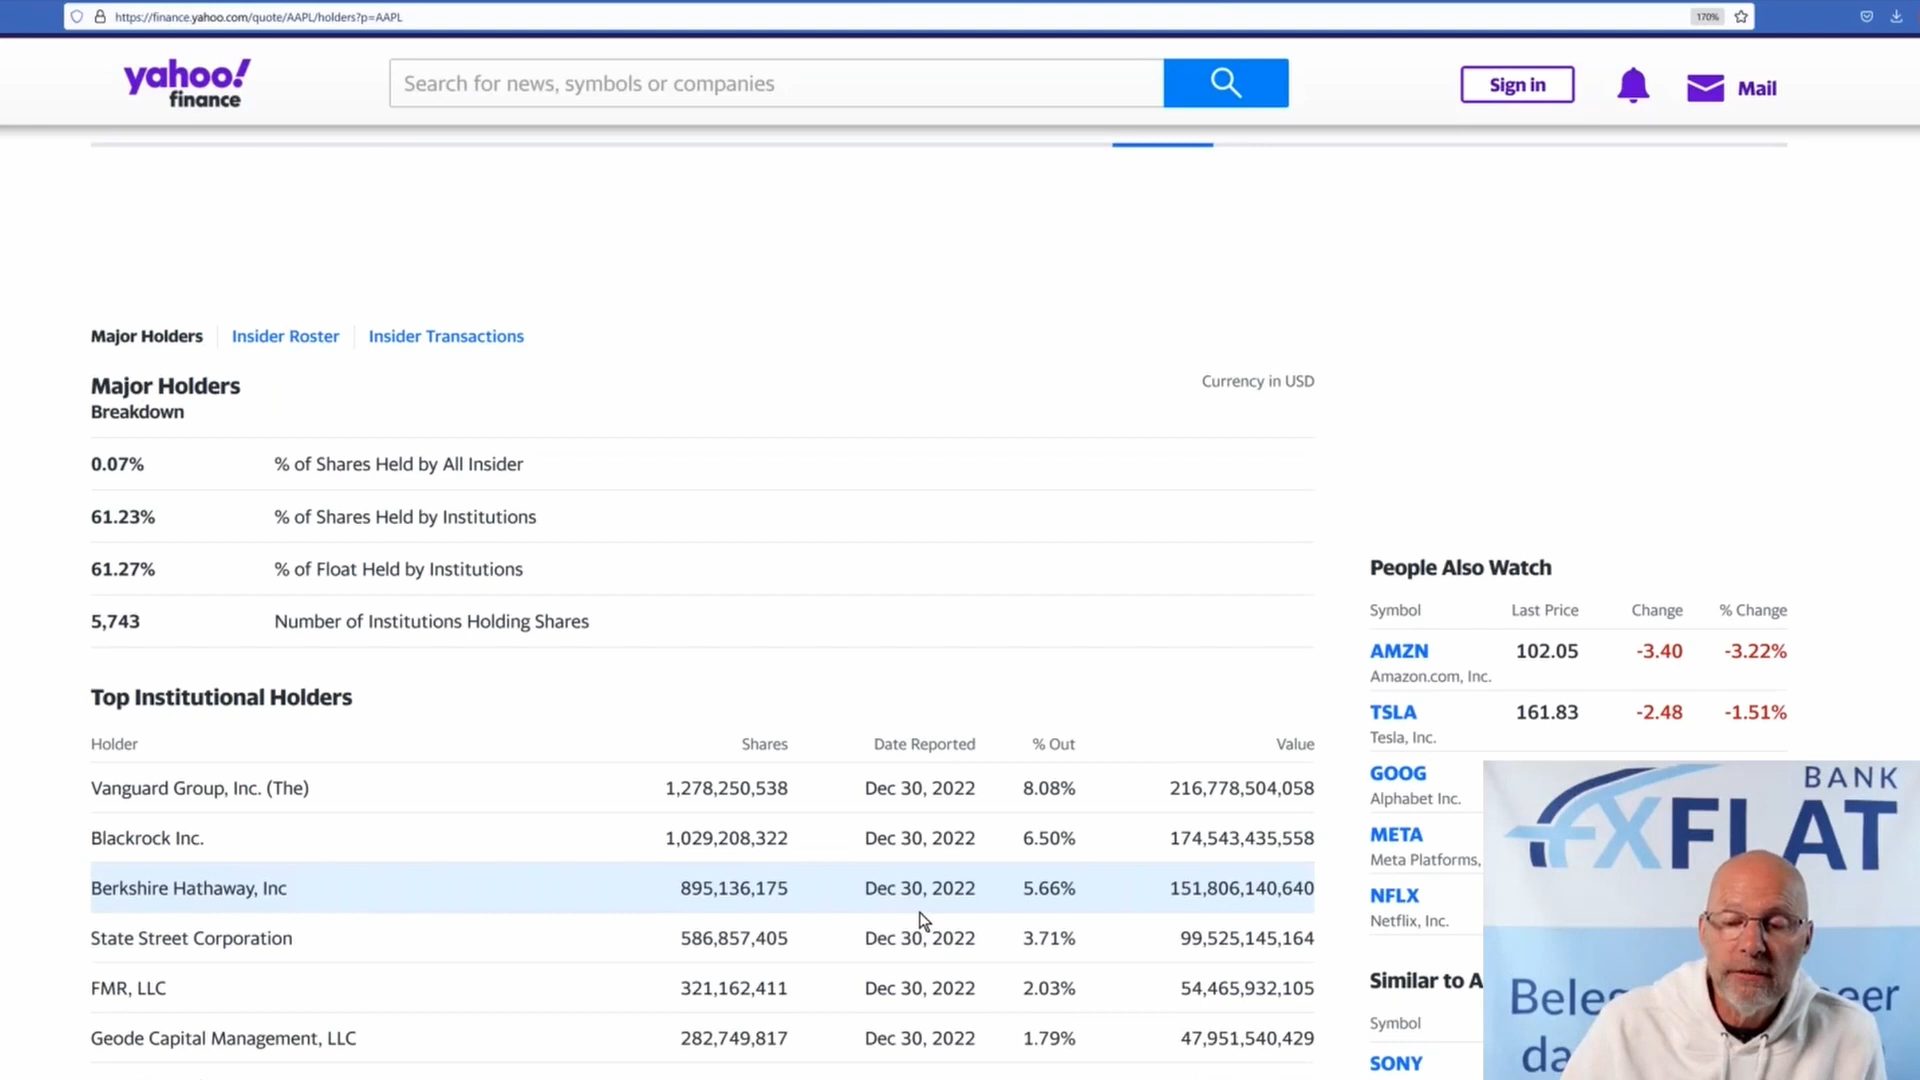 https://finance.yahoo.com/quote/AAPL/holders?p=AAPL
170%
yahoo!
finance
Search for news, symbols or companies
Sign in
Mail
Major Holders
Insider Roster
Insider Transactions
Major Holders
Currency in USD
Breakdown
0.07% % of Shares Held by All Insider
61.23% % of Shares Held by Institutions
61.27% % of Float Held by Institutions
5,743 Number of Institutions Holding Shares
Top Institutional Holders
Holder Shares Date Reported % Out Value
Vanguard Group, Inc. (The) 1,278,250,538 Dec 30, 2022 8.08% 216,778,504,058
Blackrock Inc. 1,029,208,322 Dec 30, 2022 6.50% 174,543,435,558
Berkshire Hathaway, Inc 895,136,175 Dec 30, 2022 5.66% 151,806,140,640
State Street Corporation 586,857,405 Dec 30, 2022 3.71% 99,525,145,164
FMR, LLC 321,162,411 Dec 30, 2022 2.03% 54,465,932,105
Geode Capital Management, LLC 282,749,817 Dec 30, 2022 1.79% 47,951,540,429
People Also Watch
Symbol Last Price Change % Change
AMZN 102.05 -3.40 -3.22%
Amazon.com, Inc.
TSLA 161.83 -2.48 -1.51%
Tesla, Inc.
GOOG
Alphabet Inc.
META
Meta Platforms,
NFLX
Netflix, Inc.
Similar to A
Symbol
SONY
BANK
FXFLAT